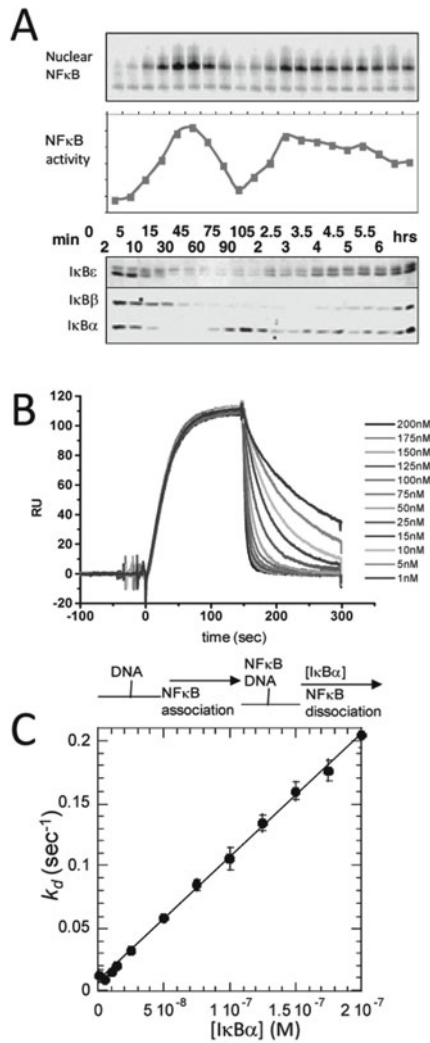 A
Nuclear
NFκB
NFκB
activity
0 5 15 45 75 105 2.5 3.5 4.5 5.5 hrs
min 2 10 30 60 90 2 3 4 5 6
IκBε
IκBβ
IκBα
B
120
100
80
60
40
20
0
-20
RU
-100 0 100 200 300
time (sec)
200nM
175nM
150nM
125nM
100nM
75nM
50nM
25nM
15nM
10nM
5nM
1nM
DNA
NFκB
association
NFκB
DNA
[IκBα]
NFκB
dissociation
C
0.2
0.15
0.1
0.05
0
kd (sec-1)
0 5 10-8 1 10-7 1.5 10-7 2 10-7
[IκBα] (M)